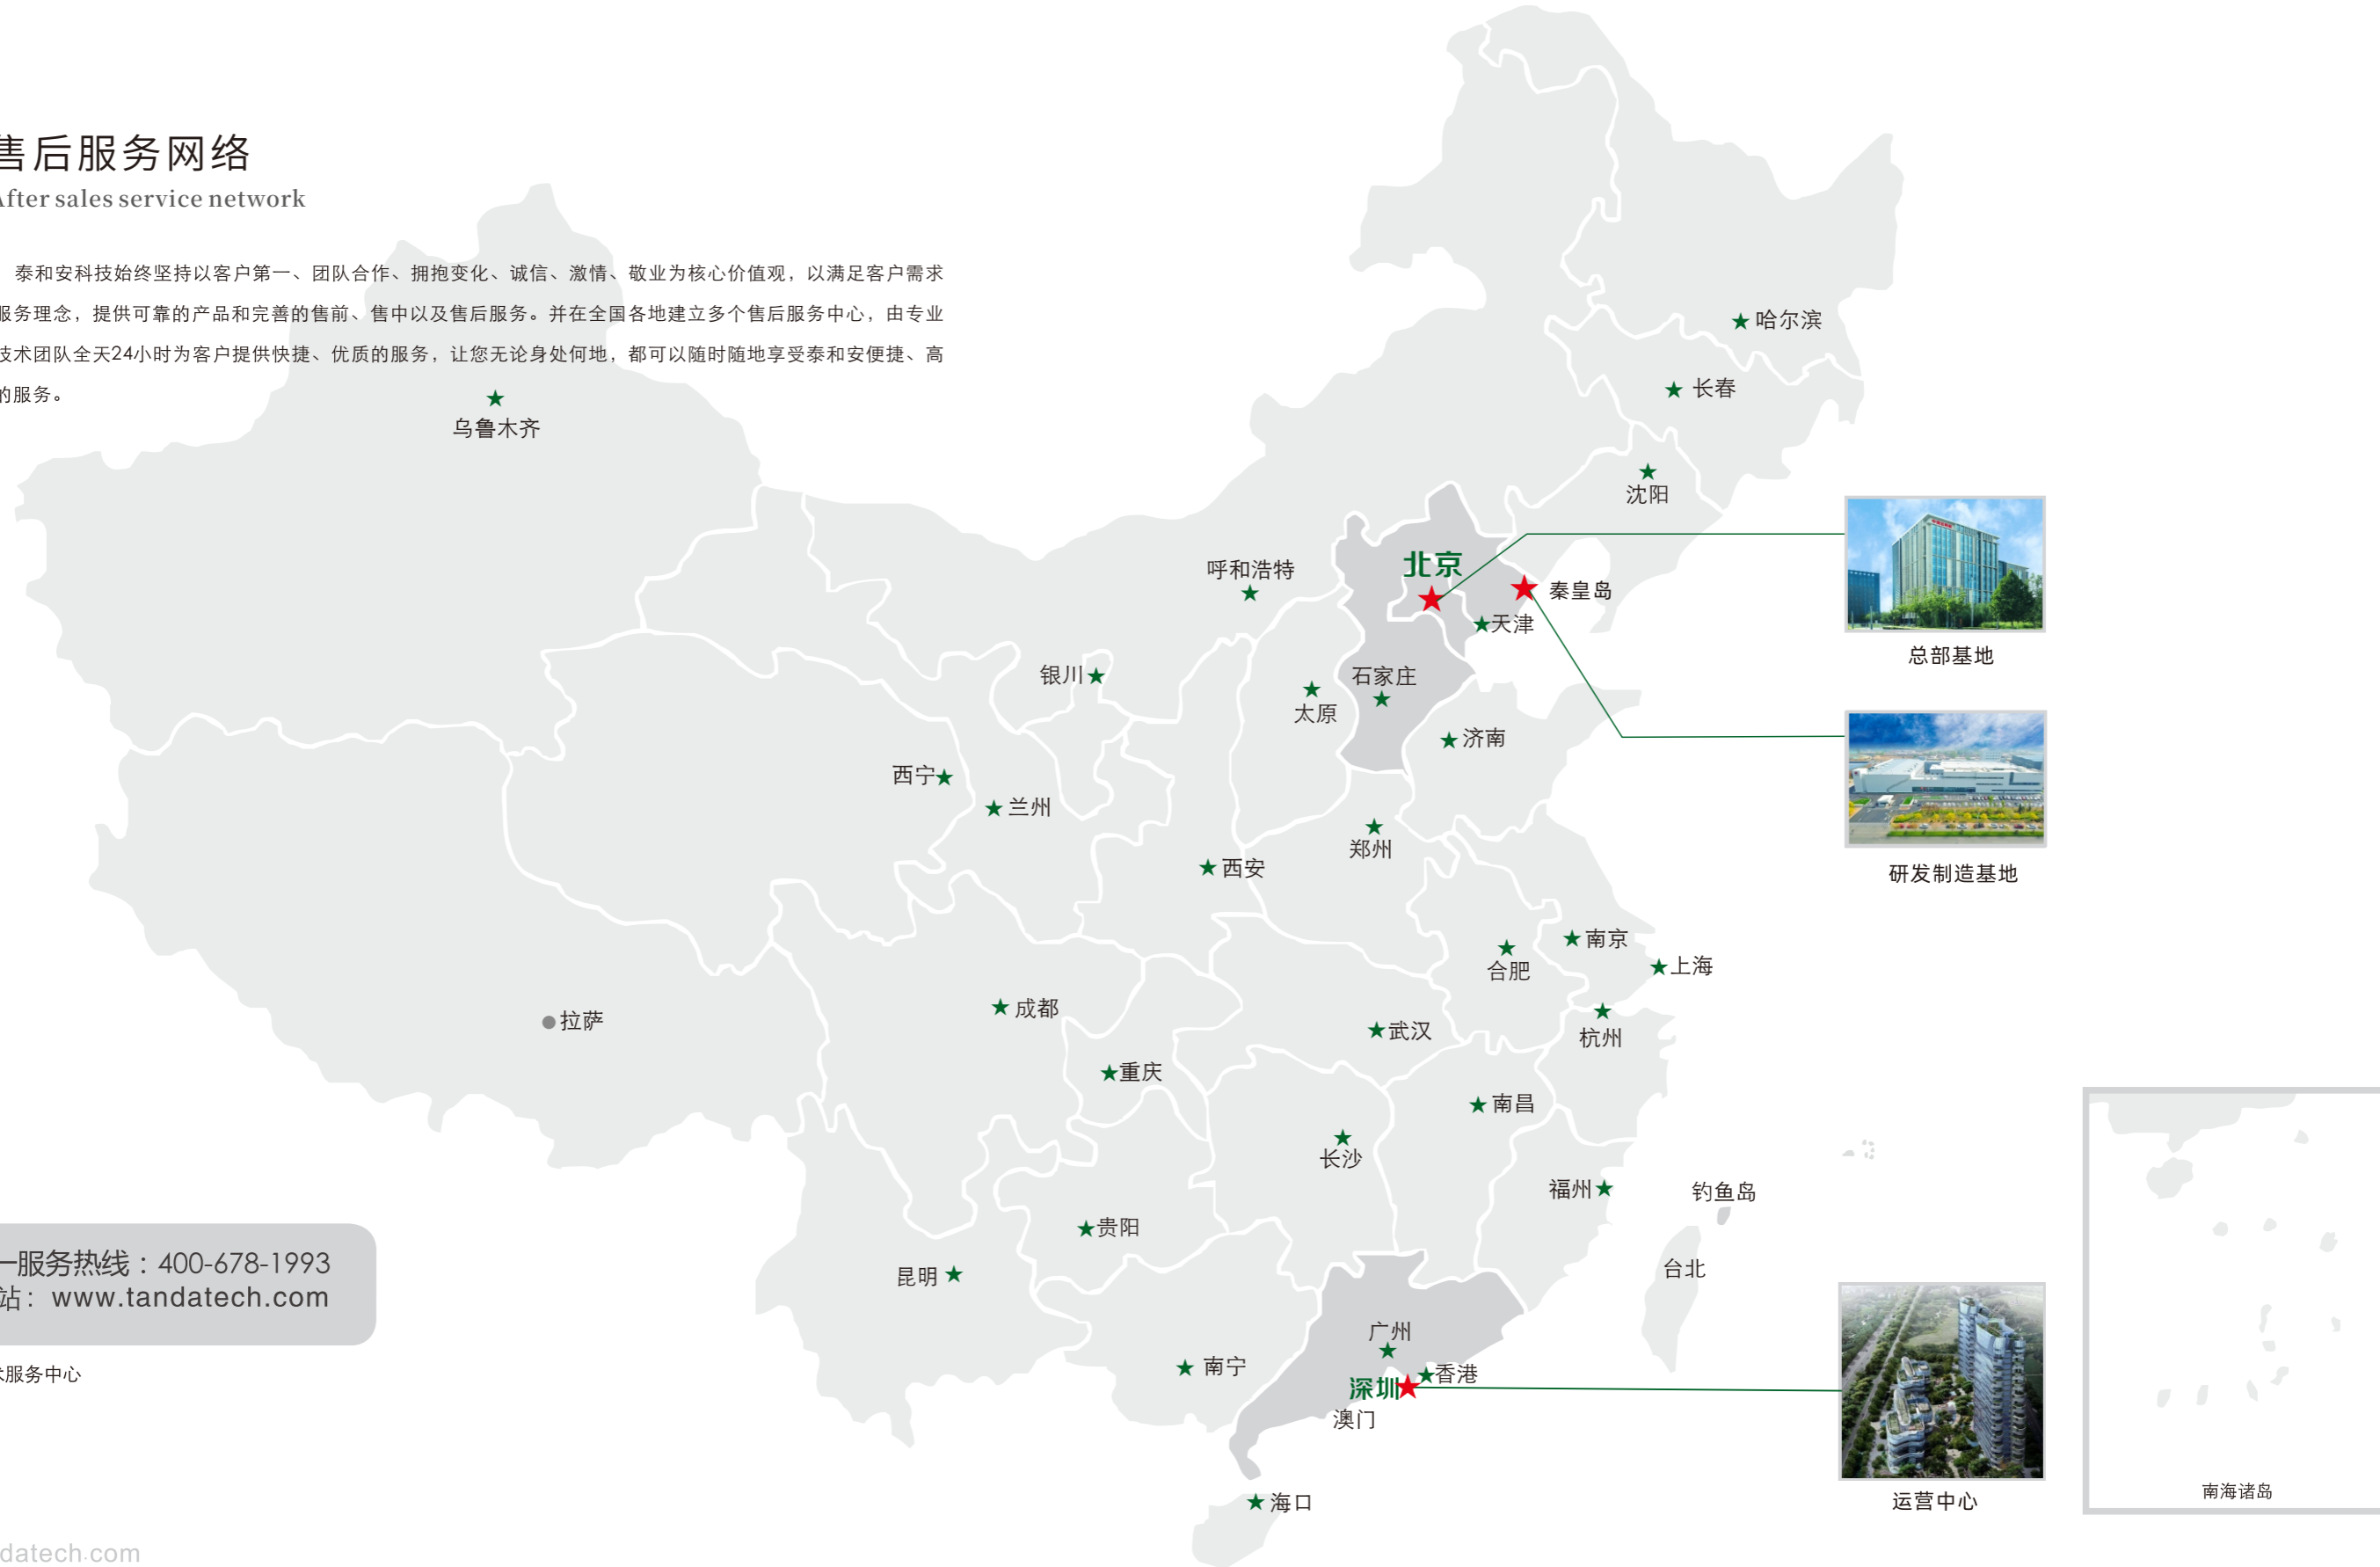 售后服务网络
After sales service network
泰和安科技始终坚持以客户第一、团队合作、拥抱变化、诚信、激情、敬业为核心价值观，以满足客户需求
服务理念，提供可靠的产品和完善的售前、售中以及售后服务。并在全国各地建立多个售后服务中心，由专业
技术团队全天24小时为客户提供快捷、优质的服务，让您无论身处何地，都可以随时随地享受泰和安便捷、高
的服务。
哈尔滨
长春
乌鲁木齐
沈阳
北京
呼和浩特
秦皇岛
天津
总部基地
银川
石家庄
太原
济南
西宁
兰州
郑州
西安
研发制造基地
南京
上海
合肥
成都
拉萨
武汉
杭州
重庆
南昌
长沙
福州
钓鱼岛
贵阳
台北
昆明
一服务热线：400-678-1993
站：www.tandatech.com
广州
南宁
香港
深圳
术服务中心
澳门
南海诸岛
运营中心
海口
datech.com